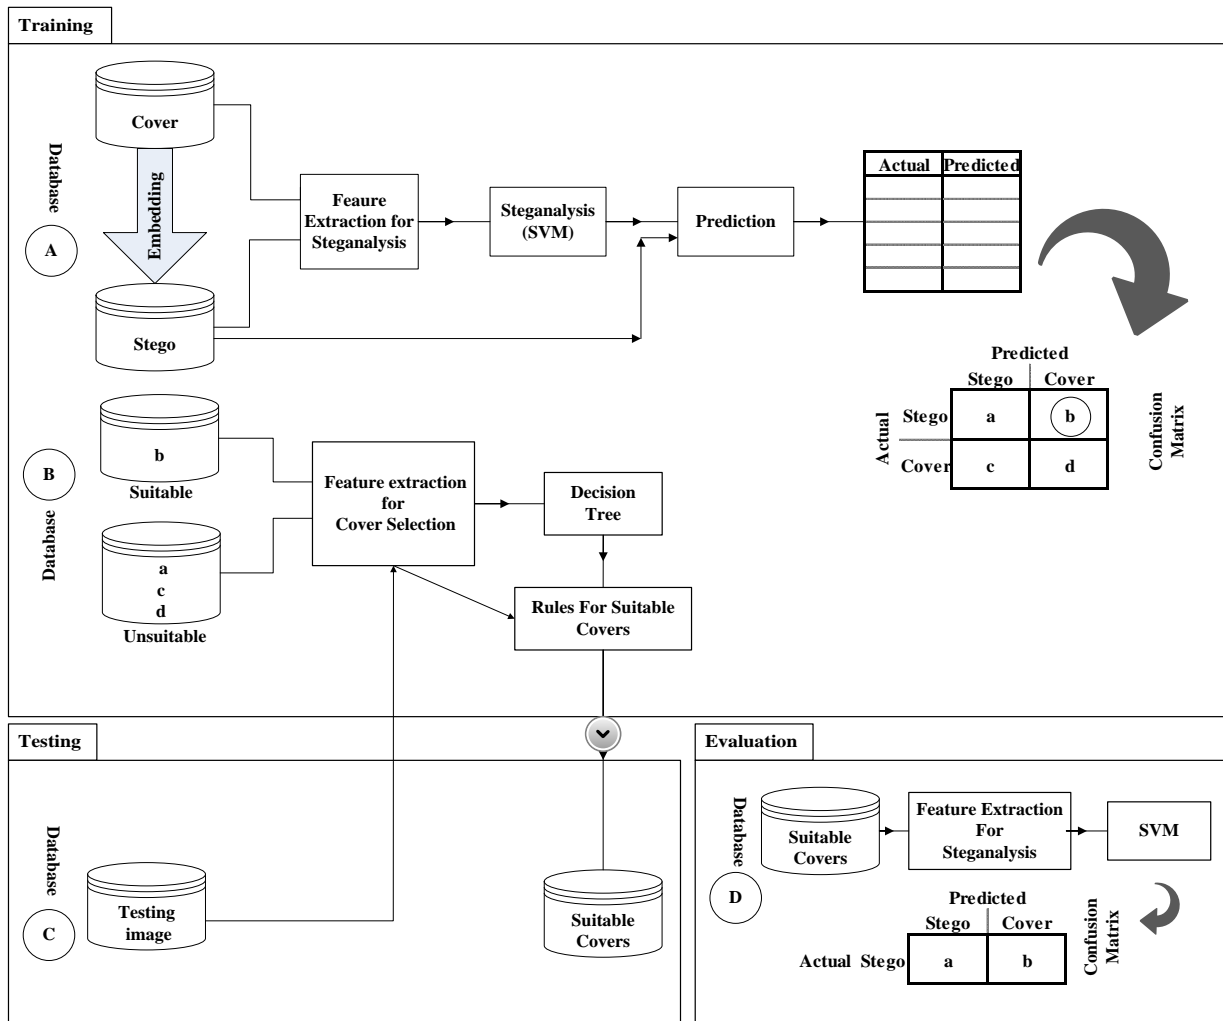 Training
Cover
Database
A
Embedding
Stego
Feaure
Extraction for
Steganalysis
Steganalysis
(SVM)
Prediction
Actual Predicted
Predicted
Stego Cover
Actual
Stego a b
Cover c d
Confusion
Matrix
b
Suitable
B
Database
a
c
d
Unsuitable
Feature extraction
for
Cover Selection
Decision
Tree
Rules For Suitable
Covers
Testing
Database
C
Testing
image
Suitable
Covers
Evaluation
Database
D
Suitable
Covers
Feature Extraction
For
Steganalysis
SVM
Predicted
Stego Cover
Actual Stego a b
Confusion
Matrix